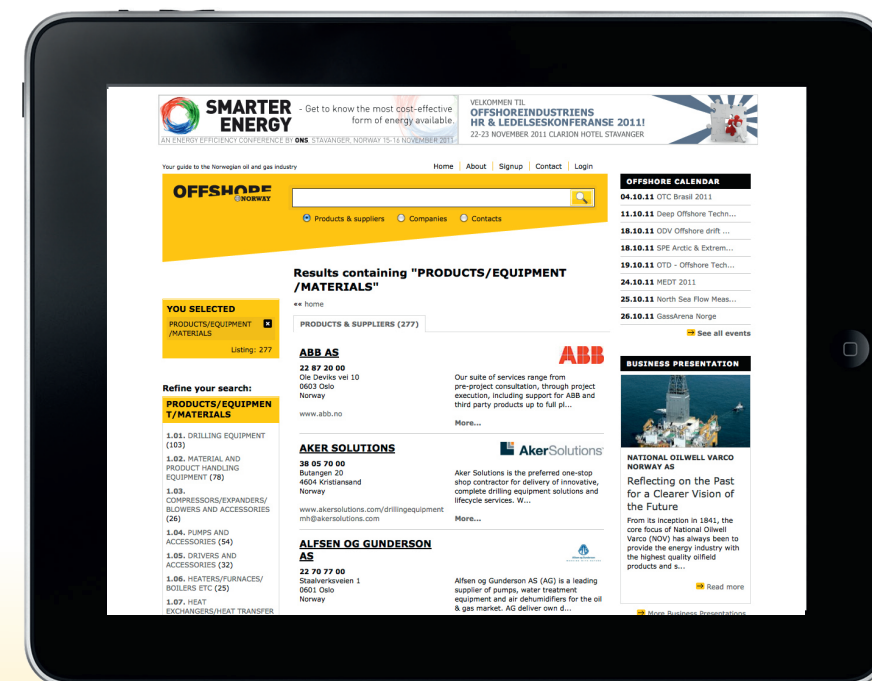 SMARTER
ENERGY
- Get to know the most cost-effective
form of energy available.
AN ENERGY EFFICIENCY CONFERENCE BY ONS, STAVANGER, NORWAY 15-16 NOVEMBER 2011
VELKOMMEN TIL
OFFSHOREINDUSTRIENS
HR & LEDELSESKONFERANSE 2011!
22-23 NOVEMBER 2011 CLARION HOTEL STAVANGER
Your guide to the Norwegian oil and gas industry
Home About Signup Contact Login
OFFSHORE
NORWAY
Products & suppliers Companies Contacts
Results containing "PRODUCTS/EQUIPMENT
/MATERIALS"
«« home
YOU SELECTED
PRODUCTS/EQUIPMENT
/MATERIALS
Listing: 277
Refine your search:
PRODUCTS/EQUIPMEN
T/MATERIALS
1.01. DRILLING EQUIPMENT
(103)
1.02. MATERIAL AND
PRODUCT HANDLING
EQUIPMENT (78)
1.03.
COMPRESSORS/EXPANDERS/
BLOWERS AND ACCESSORIES
(26)
1.04. PUMPS AND
ACCESSORIES (54)
1.05. DRIVERS AND
ACCESSORIES (32)
1.06. HEATERS/FURNACES/
BOILERS ETC (25)
1.07. HEAT
EXCHANGERS/HEAT TRANSFER
PRODUCTS & SUPPLIERS (277)
ABB AS
22 87 20 00
Ole Deviks vei 10
0603 Oslo
Norway
www.abb.no
ABB
Our suite of services range from
pre-project consultation, through project
execution, including support for ABB and
third party products up to full pl...
More...
AKER SOLUTIONS
38 05 70 00
Butangen 20
4604 Kristiansand
Norway
www.akersolutions.com/drillingequipment
mh@akersolutions.com
AkerSolutions
Aker Solutions is the preferred one-stop
shop contractor for delivery of innovative,
complete drilling equipment solutions and
lifecycle services. W...
More...
ALFSEN OG GUNDERSON
AS
22 70 77 00
Staalverksveien 1
0601 Oslo
Norway
Alfsen og Gunderson AS (AG) is a leading
supplier of pumps, water treatment
equipment and air dehumidifiers for the oil
& gas market. AG deliver own d...
OFFSHORE CALENDAR
04.10.11 OTC Brasil 2011
11.10.11 Deep Offshore Techn...
18.10.11 ODV Offshore drift ...
18.10.11 SPE Arctic & Extrem...
19.10.11 OTD - Offshore Tech...
24.10.11 MEDT 2011
25.10.11 North Sea Flow Meas...
26.10.11 GassArena Norge
See all events
BUSINESS PRESENTATION
NATIONAL OILWELL VARCO
NORWAY AS
Reflecting on the Past
for a Clearer Vision of
the Future
From its inception in 1841, the
core focus of National Oilwell
Varco (NOV) has always been to
provide the energy industry with
the highest quality oilfield
products and s...
Read more
More Business Presentations